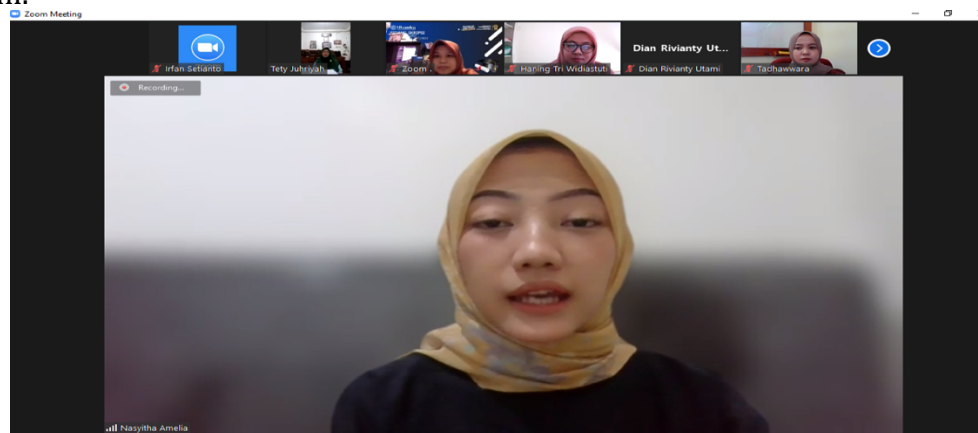 Zoom Meeting
Dian Rivianty Ut...
Irfan Setianto
Tety Juhriyah
Zoom
Haning Tri Widiastuti
Dian Rivianty Utami
Tadhawwara
Recording...
Nasyitha Amelia